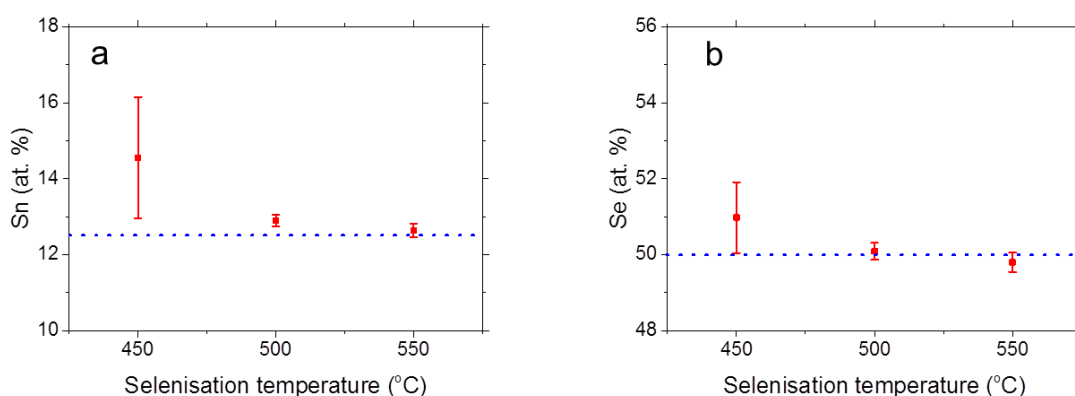 a
18
16
14
12
10
Sn (at. %)
450 500 550
Selenisation temperature (°C)
b
56
54
52
50
48
Se (at. %)
450 500 550
Selenisation temperature (°C)